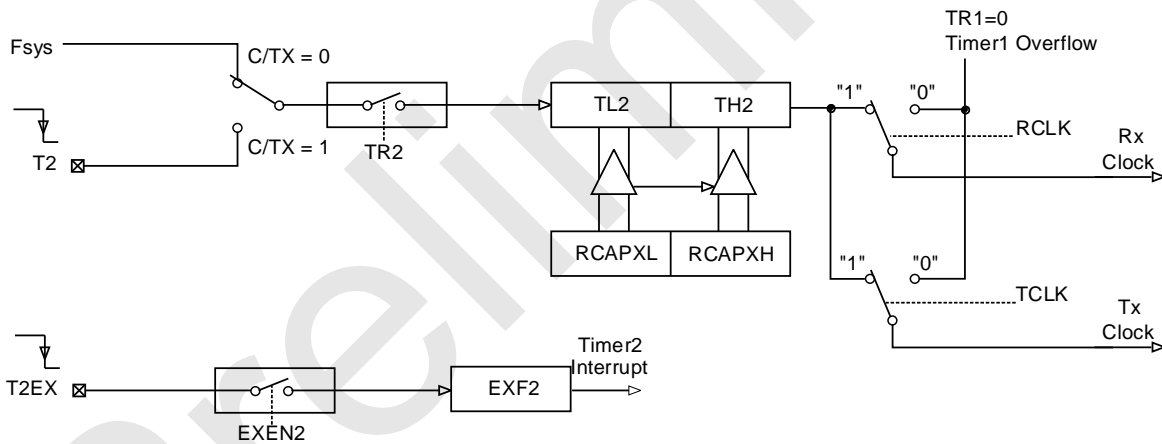 TR1=0
Timer1 Overflow
Fsys
C/TX = 0
TL2
TH2
"1"
"0"
RCLK
Rx
Clock
T2
C/TX = 1
TR2
RCAPXL
RCAPXH
"1"
"0"
TCLK
Tx
Clock
Timer2
Interrupt
T2EX
EXF2
EXEN2
Prelim